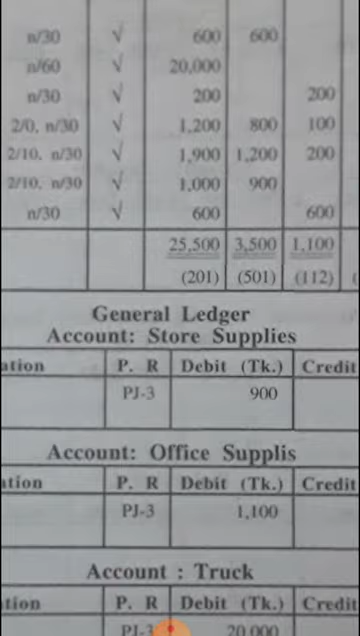 n/30 √ 600 600
n/60 √ 20,000
n/30 √ 200 200
2/0, n/30 √ 1,200 800 100
2/10, n/30 √ 1,900 1,200 200
2/10, n/30 √ 1,000 900
n/30 √ 600 600
25,500 3,500 1,100
(201) (501) (112) (
General Ledger
Account: Store Supplies
ation P. R Debit (Tk.) Credit
PJ-3 900
Account: Office Supplis
ation P. R Debit (Tk.) Credit
PJ-3 1,100
Account : Truck
ation P. R Debit (Tk.) Credit
PJ-3 20,000